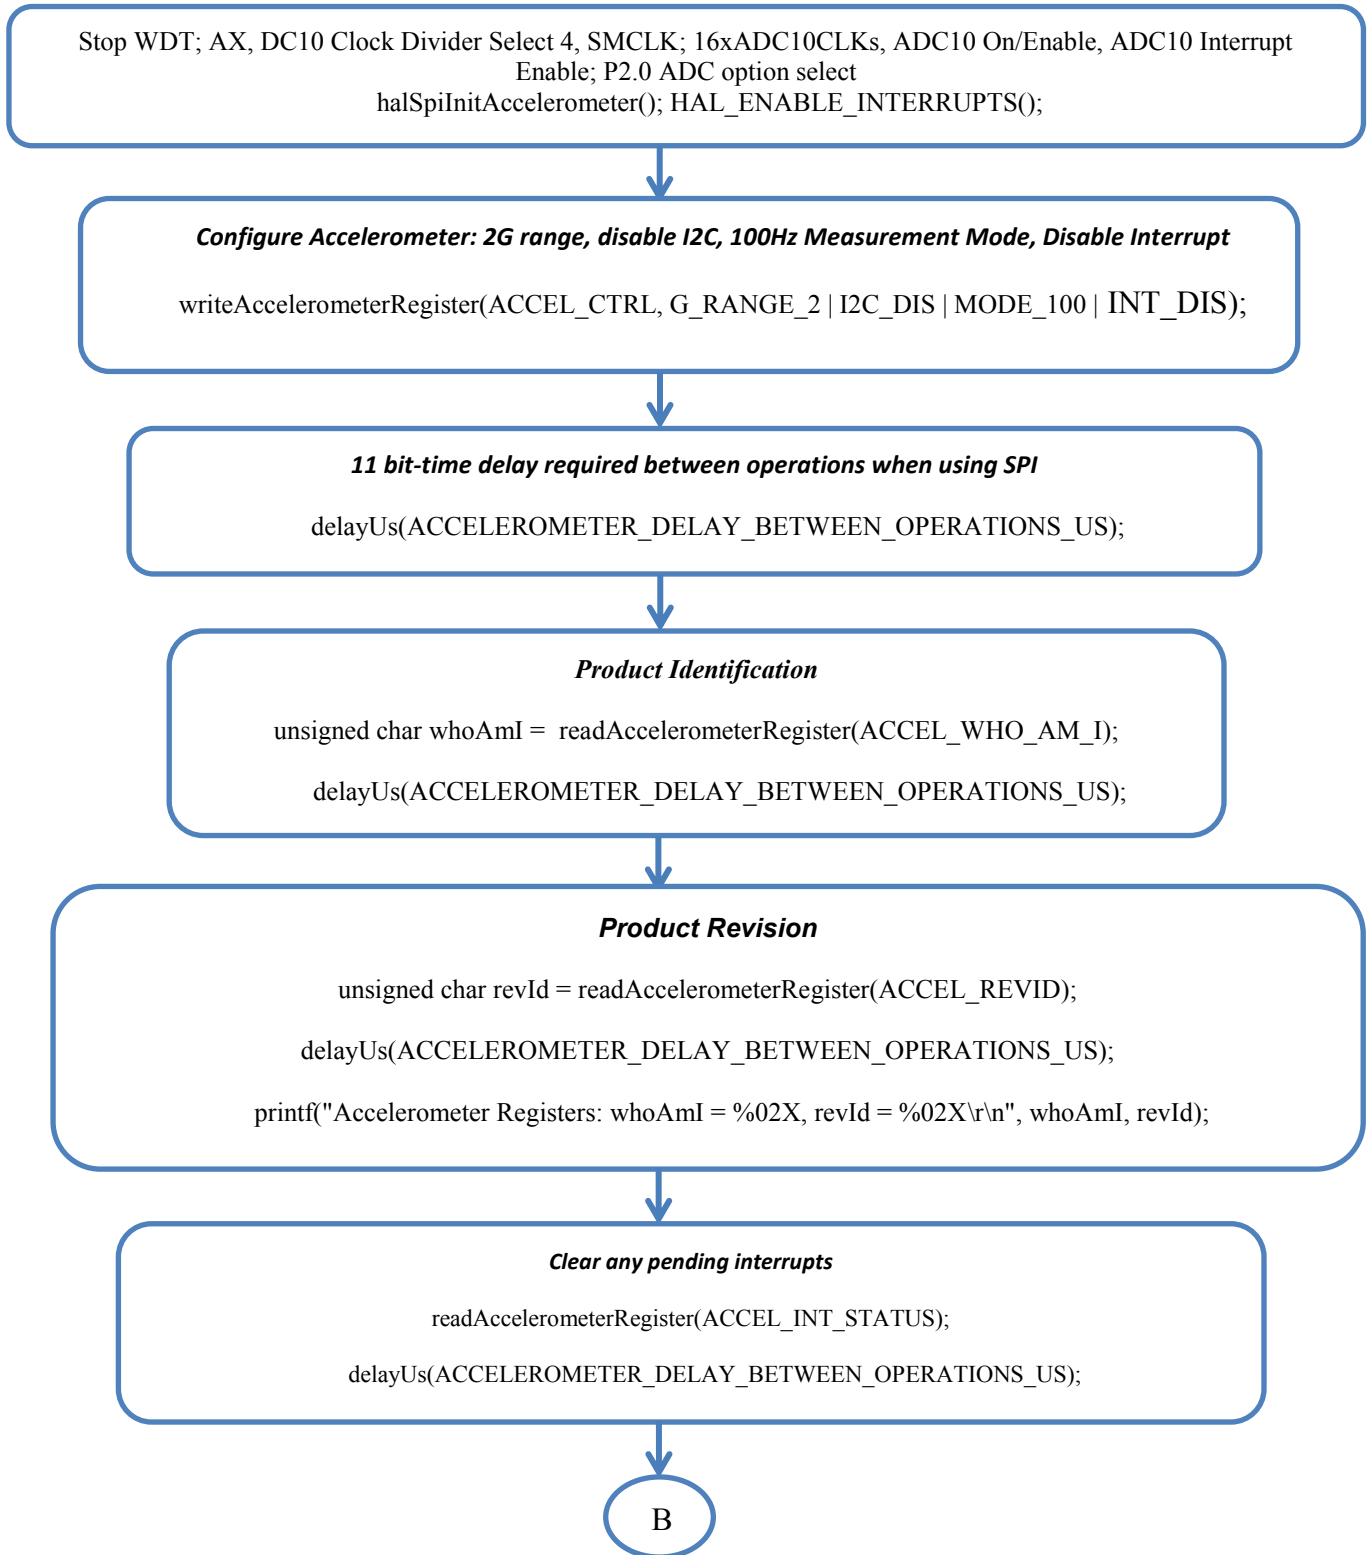 Stop WDT; AX, DC10 Clock Divider Select 4, SMCLK; 16xADC10CLKs, ADC10 On/Enable, ADC10 Interrupt
Enable; P2.0 ADC option select
halSpiInitAccelerometer(); HAL_ENABLE_INTERRUPTS();
Configure Accelerometer: 2G range, disable I2C, 100Hz Measurement Mode, Disable Interrupt
writeAccelerometerRegister(ACCEL_CTRL, G_RANGE_2 | I2C_DIS | MODE_100 | INT_DIS);
11 bit-time delay required between operations when using SPI
delayUs(ACCELEROMETER_DELAY_BETWEEN_OPERATIONS_US);
Product Identification
unsigned char whoAmI = readAccelerometerRegister(ACCEL_WHO_AM_I);
delayUs(ACCELEROMETER_DELAY_BETWEEN_OPERATIONS_US);
Product Revision
unsigned char revId = readAccelerometerRegister(ACCEL_REVID);
delayUs(ACCELEROMETER_DELAY_BETWEEN_OPERATIONS_US);
printf("Accelerometer Registers: whoAmI = %02X, revId = %02X\r\n", whoAmI, revId);
Clear any pending interrupts
readAccelerometerRegister(ACCEL_INT_STATUS);
delayUs(ACCELEROMETER_DELAY_BETWEEN_OPERATIONS_US);
B